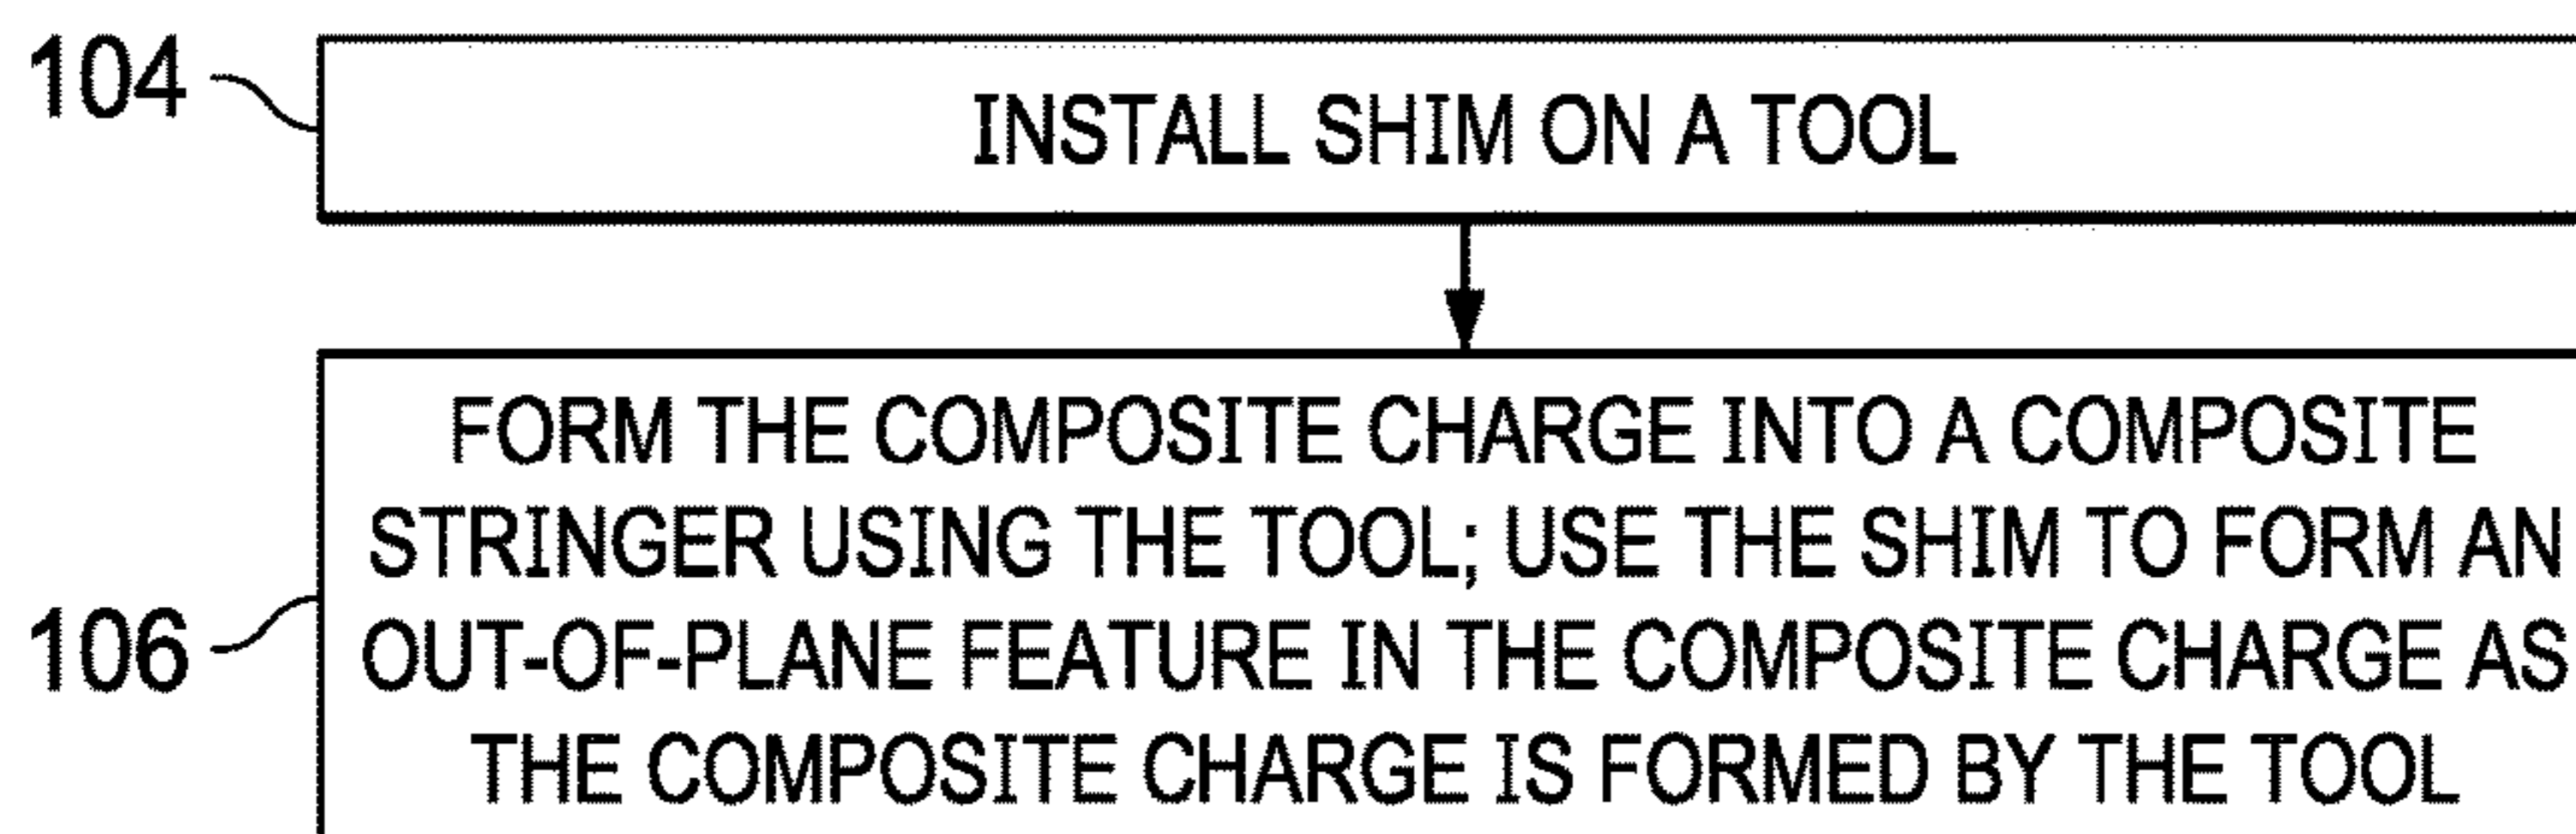 104
INSTALL SHIM ON A TOOL
FORM THE COMPOSITE CHARGE INTO A COMPOSITE
STRINGER USING THE TOOL; USE THE SHIM TO FORM AN
106
OUT-OF-PLANE FEATURE IN THE COMPOSITE CHARGE AS
THE COMPOSITE CHARGE IS FORMED BY THE TOOL